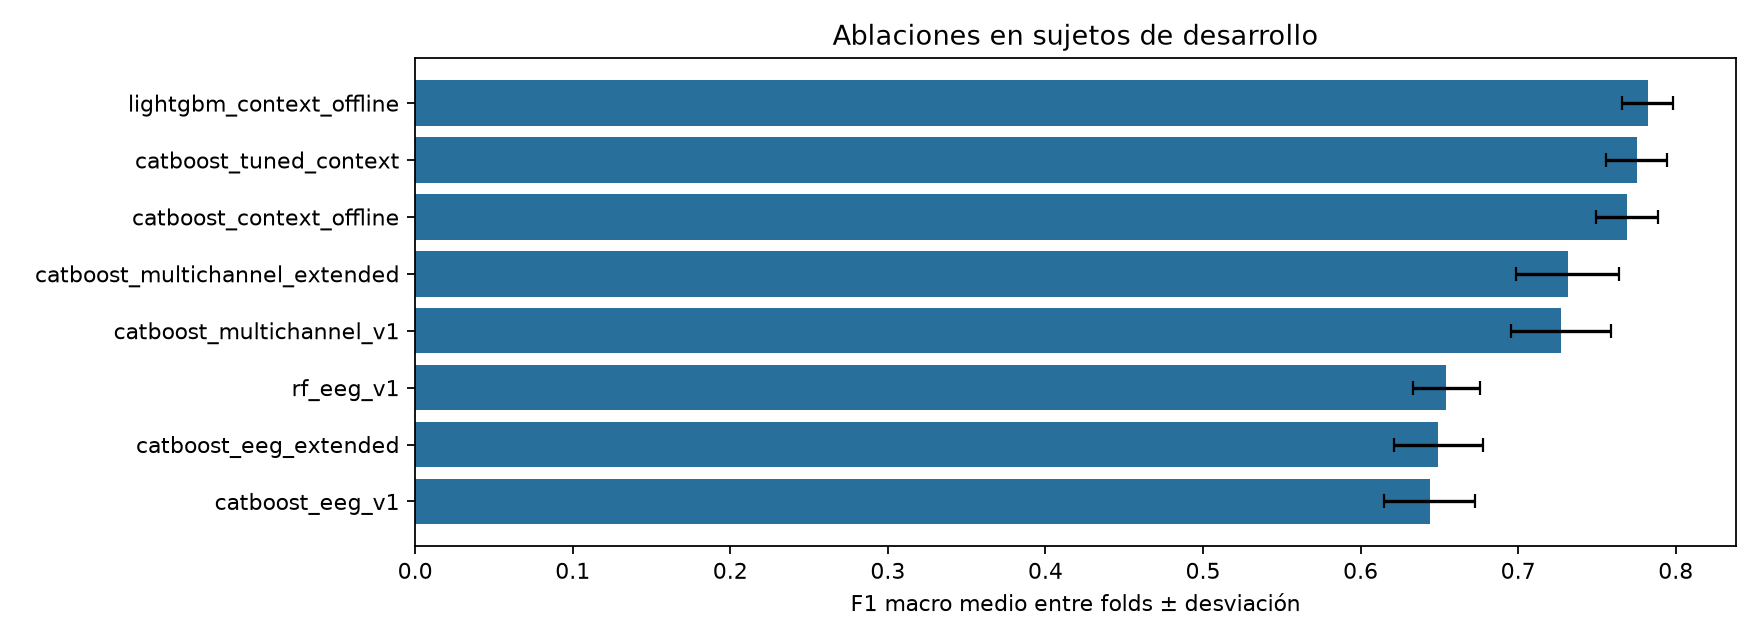 Ablaciones en sujetos de desarrollo
lightgbm_context_offline
catboost_tuned_context
catboost_context_offline
catboost_multichannel_extended
catboost_multichannel_v1
rf_eeg_v1
catboost_eeg_extended
catboost_eeg_v1
0.0 0.1 0.2 0.3 0.4 0.5 0.6 0.7 0.8
F1 macro medio entre folds ± desviación